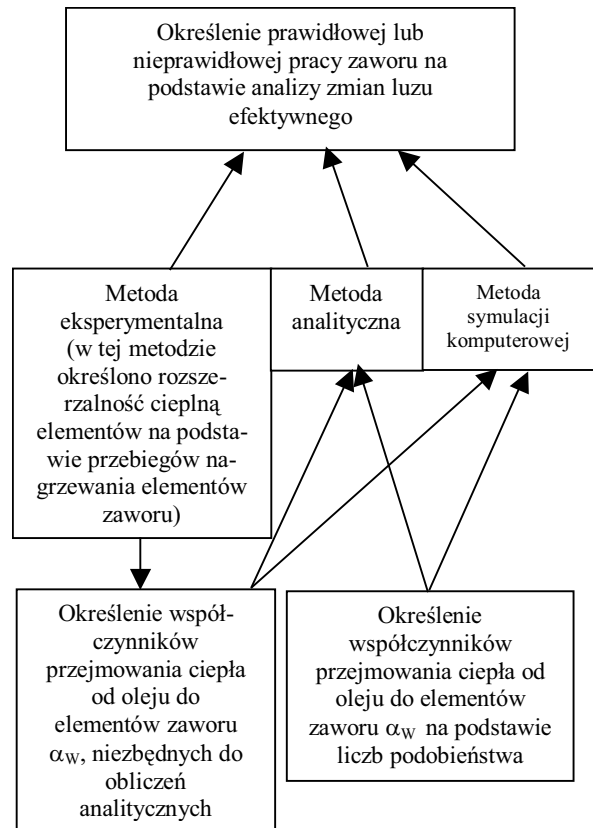 Określenie prawidłowej lub
nieprawidłowej pracy zaworu na
podstawie analizy zmian luzu
efektywnego
Metoda
eksperymentalna
(w tej metodzie
określono rozsze-
rzalność cieplną
elementów na podsta-
wie przebiegów na-
grzewania elementów
zaworu)
Metoda
analityczna
Metoda
symulacji
komputerowej
Określenie współ-
czynników
przejmowania ciepła
od oleju do
elementów zaworu
αW, niezbędnych do
obliczeń
analitycznych
Określenie
współczynników
przejmowania ciepła od
oleju do elementów
zaworu αW na podstawie
liczb podobieństwa